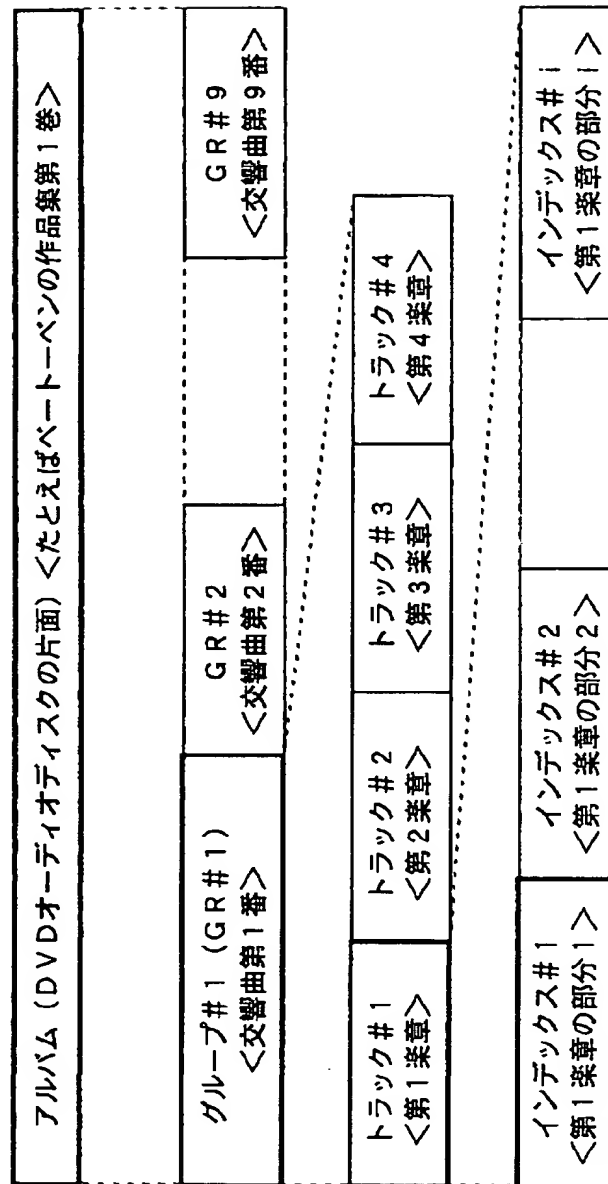 アルバム（DVDオーディオディスクの片面）＜たとえばベートーベンの作品集第1巻＞
グループ#1（GR#1）
＜交響曲第1番＞
GR#2
＜交響曲第2番＞
GR#9
＜交響曲第9番＞
トラック#1
＜第1楽章＞
トラック#2
＜第2楽章＞
トラック#3
＜第3楽章＞
トラック#4
＜第4楽章＞
インデックス#1
＜第1楽章の部分1＞
インデックス#2
＜第1楽章の部分2＞
インデックス#1
＜第1楽章の部分1＞